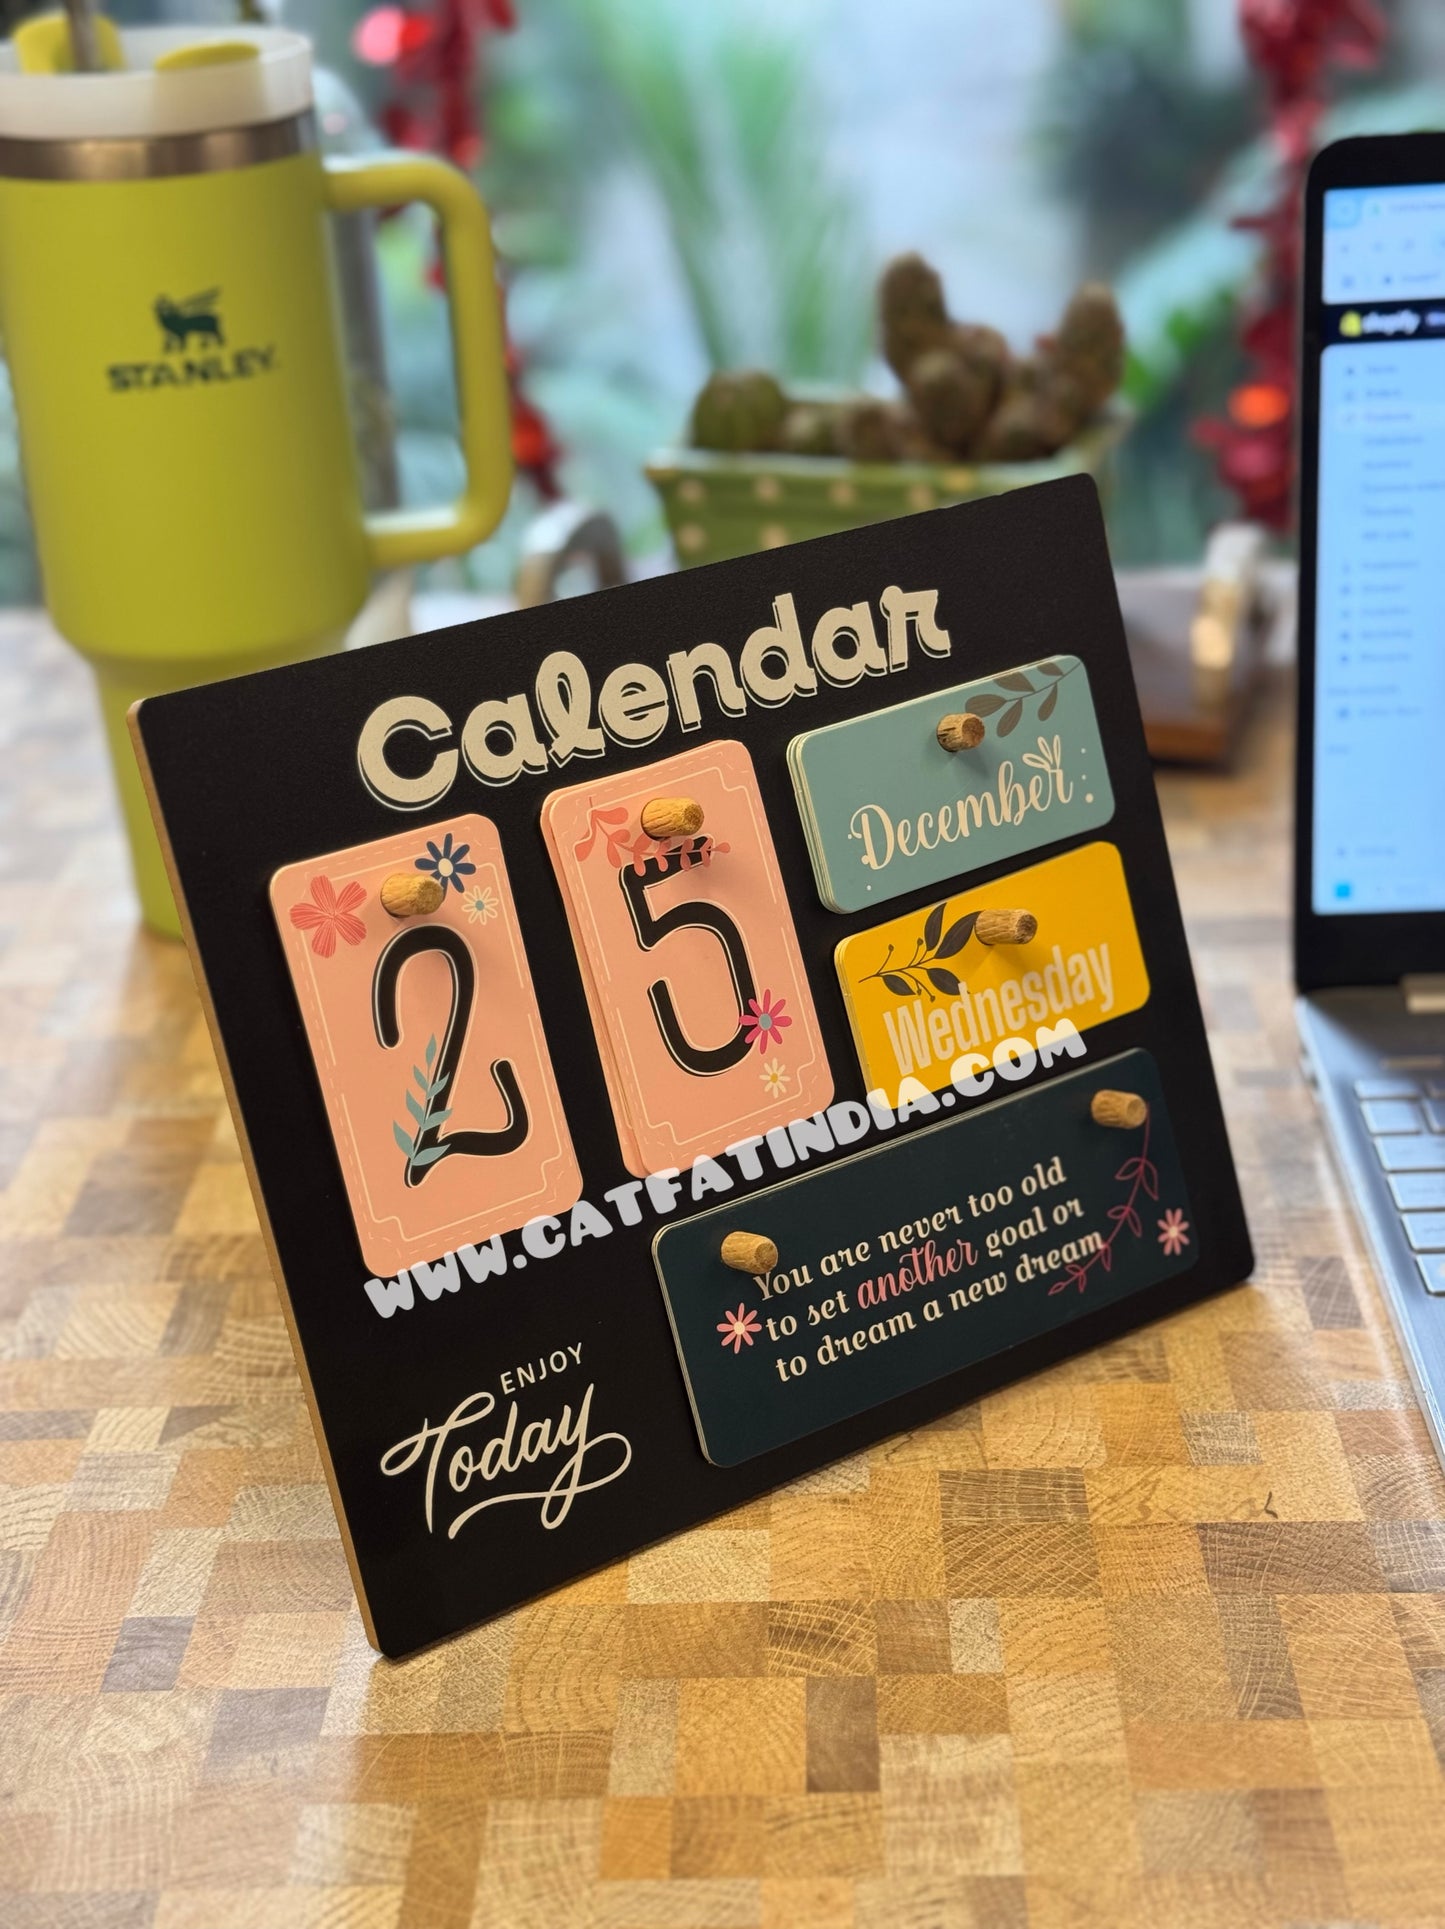 STANLEY
shopify
Calendar
2
5
December
Wednesday
WWW.CATFATINDIA.COM
You are never too old
to set another goal or
to dream a new dream
ENJOY
Today